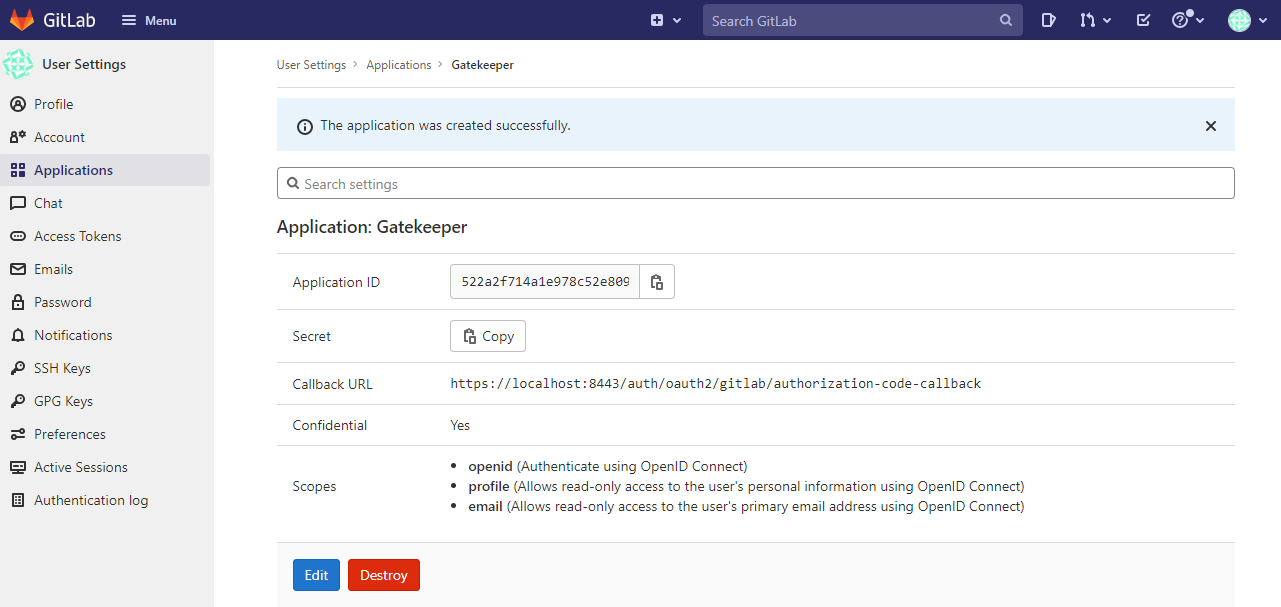 GitLab Menu Search GitLab
User Settings
Profile
Account
Applications
Chat
Access Tokens
Emails
Password
Notifications
SSH Keys
GPG Keys
Preferences
Active Sessions
Authentication log
User Settings > Applications > Gatekeeper
The application was created successfully.
Search settings
Application: Gatekeeper
Application ID 522a2f714a1e978c52e809
Secret Copy
Callback URL https://localhost:8443/auth/oauth2/gitlab/authorization-code-callback
Confidential Yes
Scopes
• openid (Authenticate using OpenID Connect)
• profile (Allows read-only access to the user's personal information using OpenID Connect)
• email (Allows read-only access to the user's primary email address using OpenID Connect)
Edit Destroy